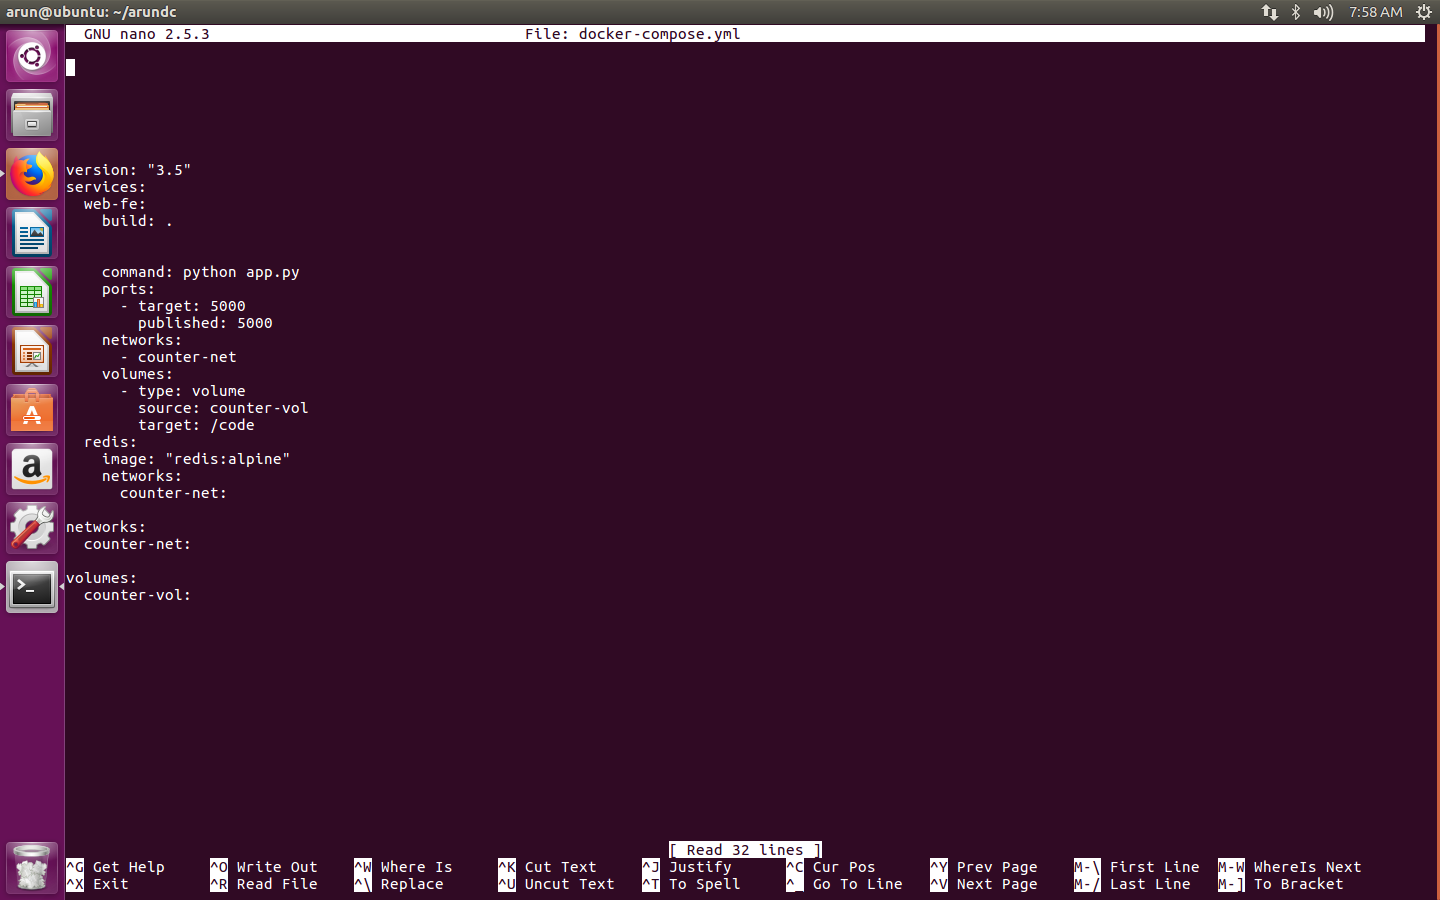 arun@ubuntu: ~/arundc
7:58 AM
GNU nano 2.5.3 File: docker-compose.yml
version: "3.5"
services:
  web-fe:
    build: .
    command: python app.py
    ports:
      - target: 5000
        published: 5000
    networks:
      - counter-net
    volumes:
      - type: volume
        source: counter-vol
        target: /code
  redis:
    image: "redis:alpine"
    networks:
      counter-net:
networks:
  counter-net:
volumes:
  counter-vol:
[ Read 32 lines ]
^G Get Help ^O Write Out ^W Where Is ^K Cut Text ^J Justify ^C Cur Pos ^Y Prev Page M-\ First Line M-W WhereIs Next
^X Exit ^R Read File ^\ Replace ^U Uncut Text ^T To Spell ^_ Go To Line ^V Next Page M-/ Last Line M-] To Bracket